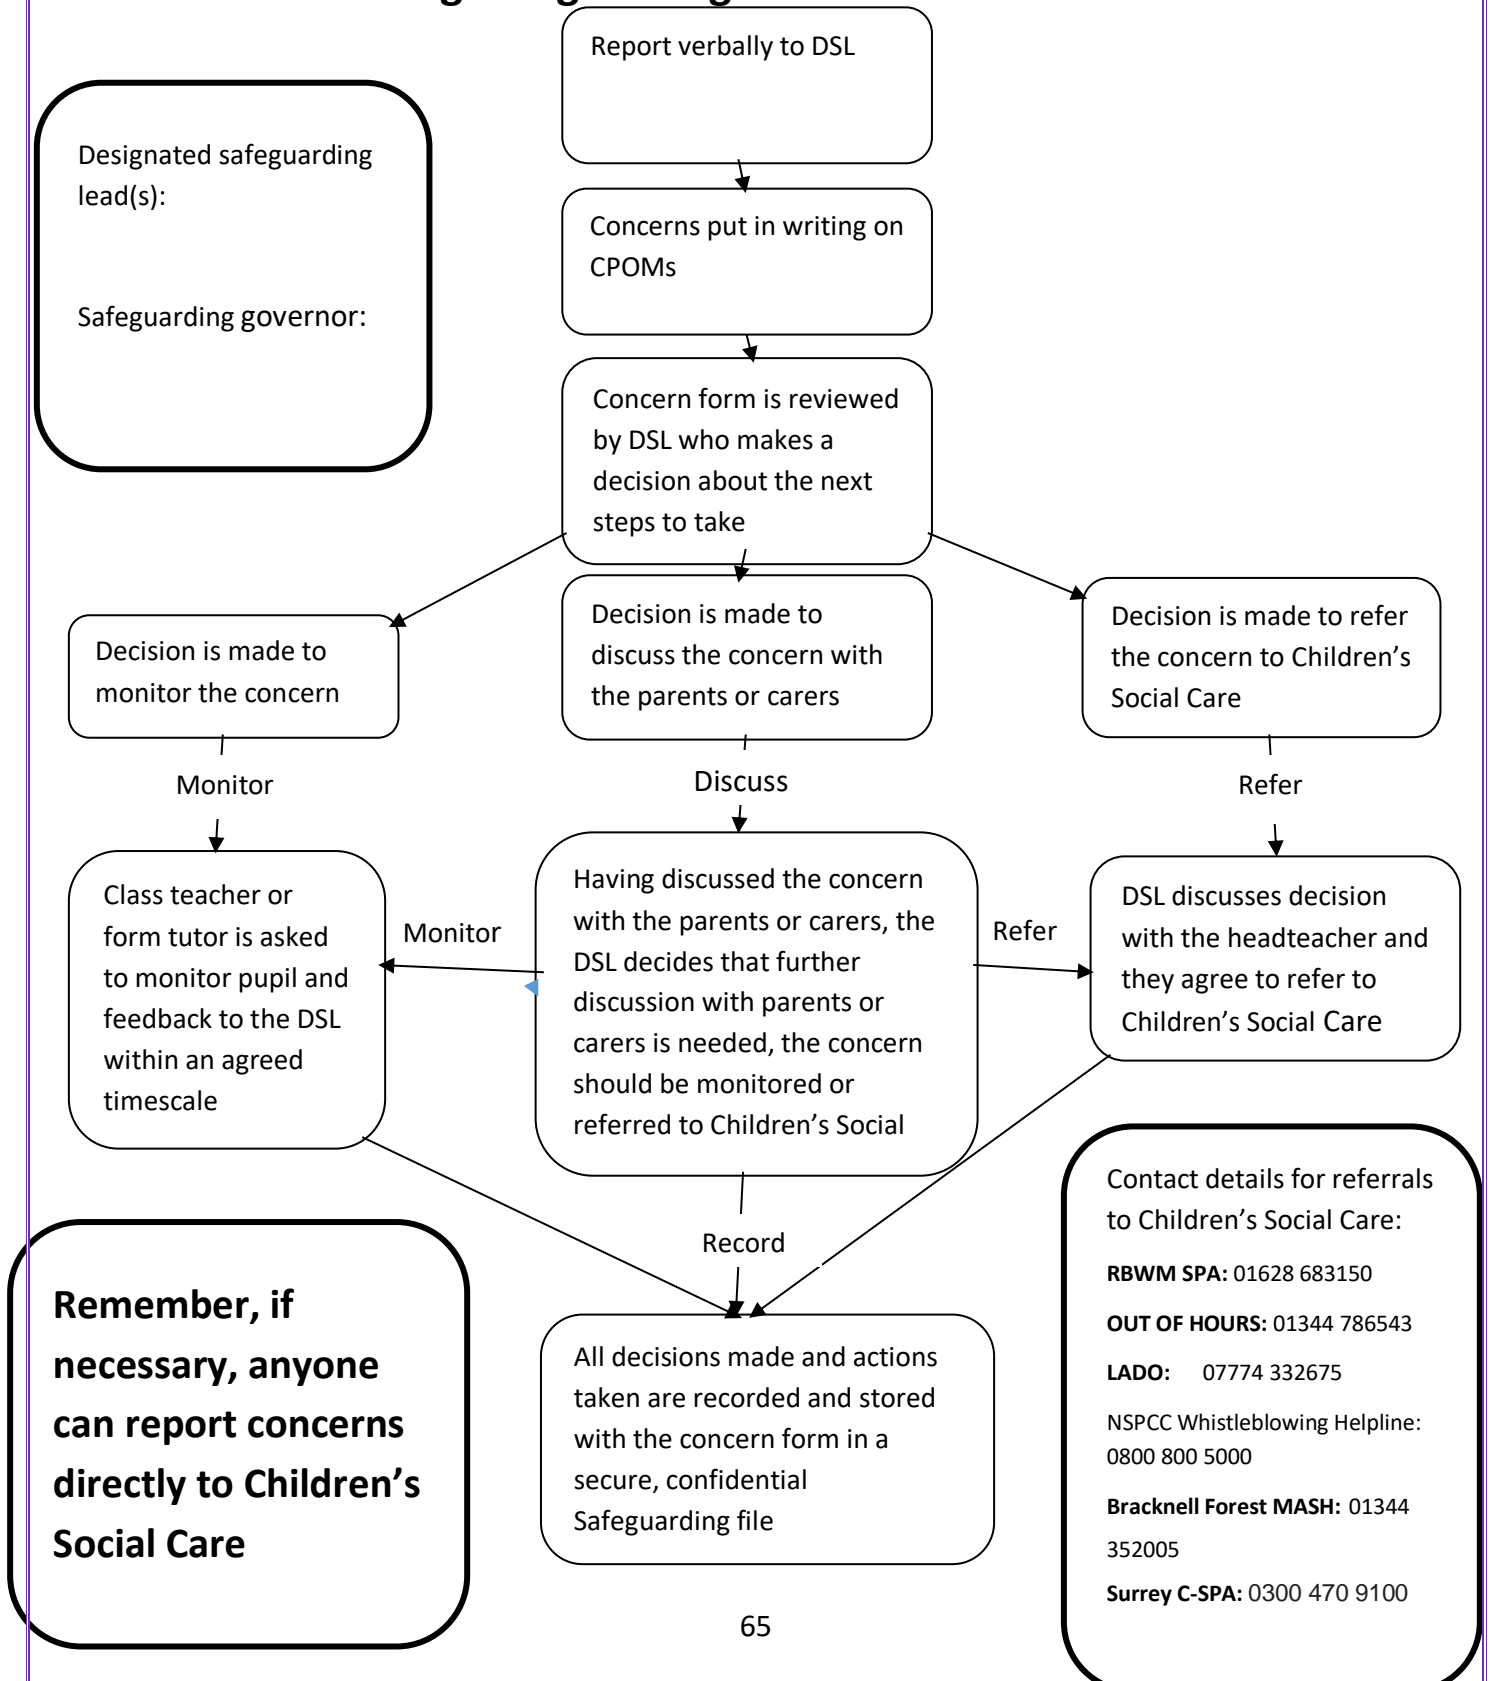 Report verbally to DSL
Designated safeguarding
lead(s):
Safeguarding governor:
Concerns put in writing on
CPOMs
Concern form is reviewed
by DSL who makes a
decision about the next
steps to take
Decision is made to
monitor the concern
Decision is made to
discuss the concern with
the parents or carers
Decision is made to refer
the concern to Children’s
Social Care
Monitor
Discuss
Refer
Class teacher or
form tutor is asked
to monitor pupil and
feedback to the DSL
within an agreed
timescale
Monitor
Having discussed the concern
with the parents or carers, the
DSL decides that further
discussion with parents or
carers is needed, the concern
should be monitored or
referred to Children’s Social
Refer
DSL discusses decision
with the headteacher and
they agree to refer to
Children’s Social Care
Record
Remember, if
necessary, anyone
can report concerns
directly to Children’s
Social Care
All decisions made and actions
taken are recorded and stored
with the concern form in a
secure, confidential
Safeguarding file
Contact details for referrals
to Children’s Social Care:
RBWM SPA: 01628 683150
OUT OF HOURS: 01344 786543
LADO: 07774 332675
NSPCC Whistleblowing Helpline:
0800 800 5000
Bracknell Forest MASH: 01344
352005
Surrey C-SPA: 0300 470 9100
65